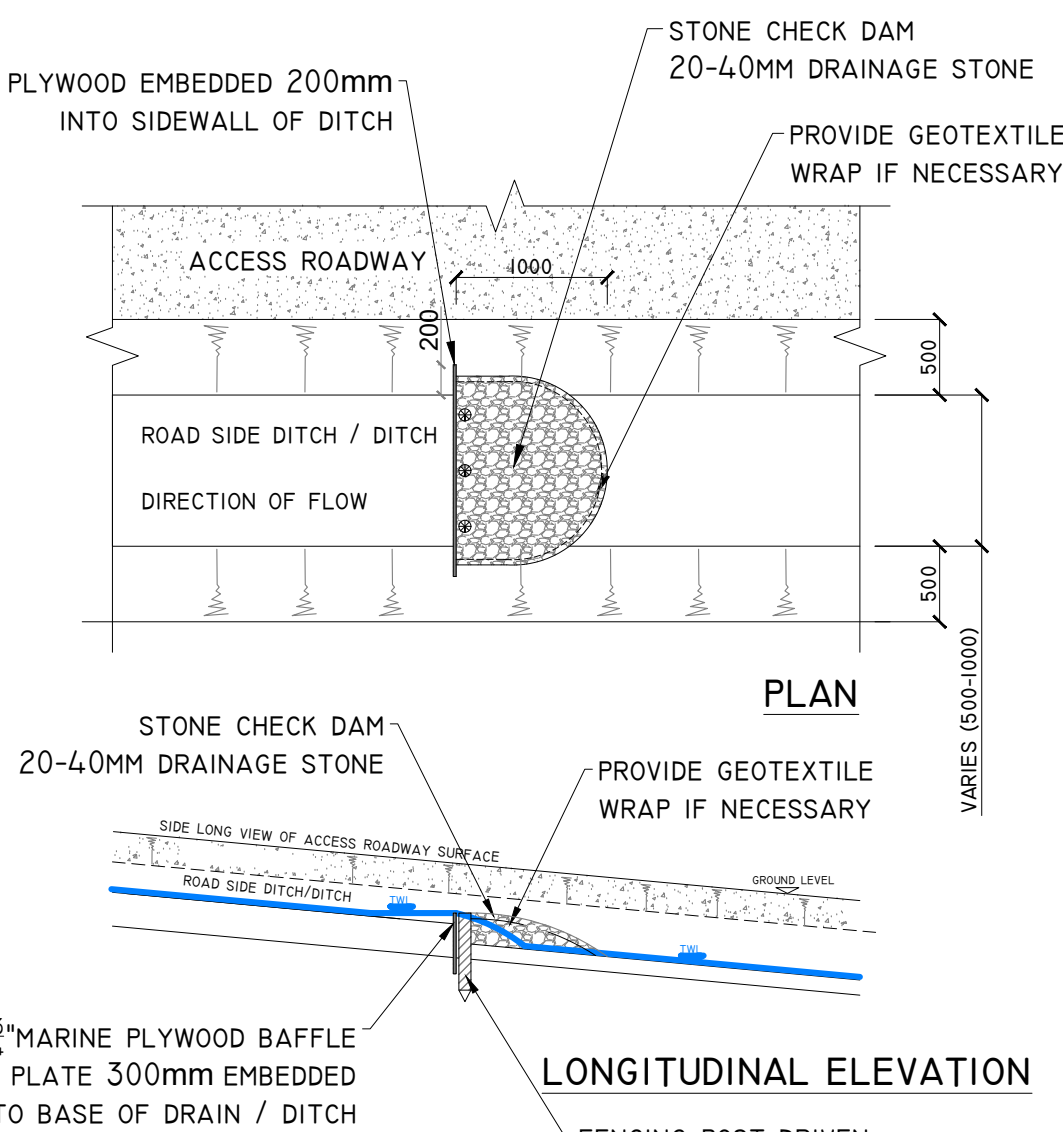 STONE CHECK DAM
20-40MM DRAINAGE STONE
PLYWOOD EMBEDDED 200mm
INTO SIDEWALL OF DITCH
PROVIDE GEOTEXTILE
WRAP IF NECESSARY
ACCESS ROADWAY
1000
200
500
ROAD SIDE DITCH / DITCH
DIRECTION OF FLOW
500
VARIES (500-1000)
PLAN
STONE CHECK DAM
20-40MM DRAINAGE STONE
PROVIDE GEOTEXTILE
WRAP IF NECESSARY
SIDE LONG VIEW OF ACCESS ROADWAY SURFACE
GROUND LEVEL
ROAD SIDE DITCH/DITCH
TWL
TWL
"MARINE PLYWOOD BAFFLE
PLATE 300mm EMBEDDED
TO BASE OF DRAIN / DITCH
LONGITUDINAL ELEVATION
FENCING POST DRIVEN